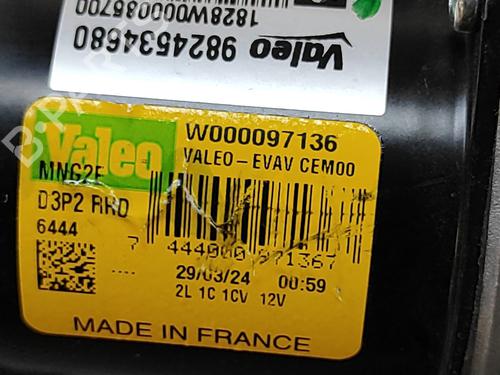 Valeo 9824534680
1828W000085700
Valeo
W000097136
VALEO-EVAV CEM00
MNG2F
D3P2 RRD
6444
7 444000 971367
29/03/24 00:59
2L 1C 1CV 12V
MADE IN FRANCE